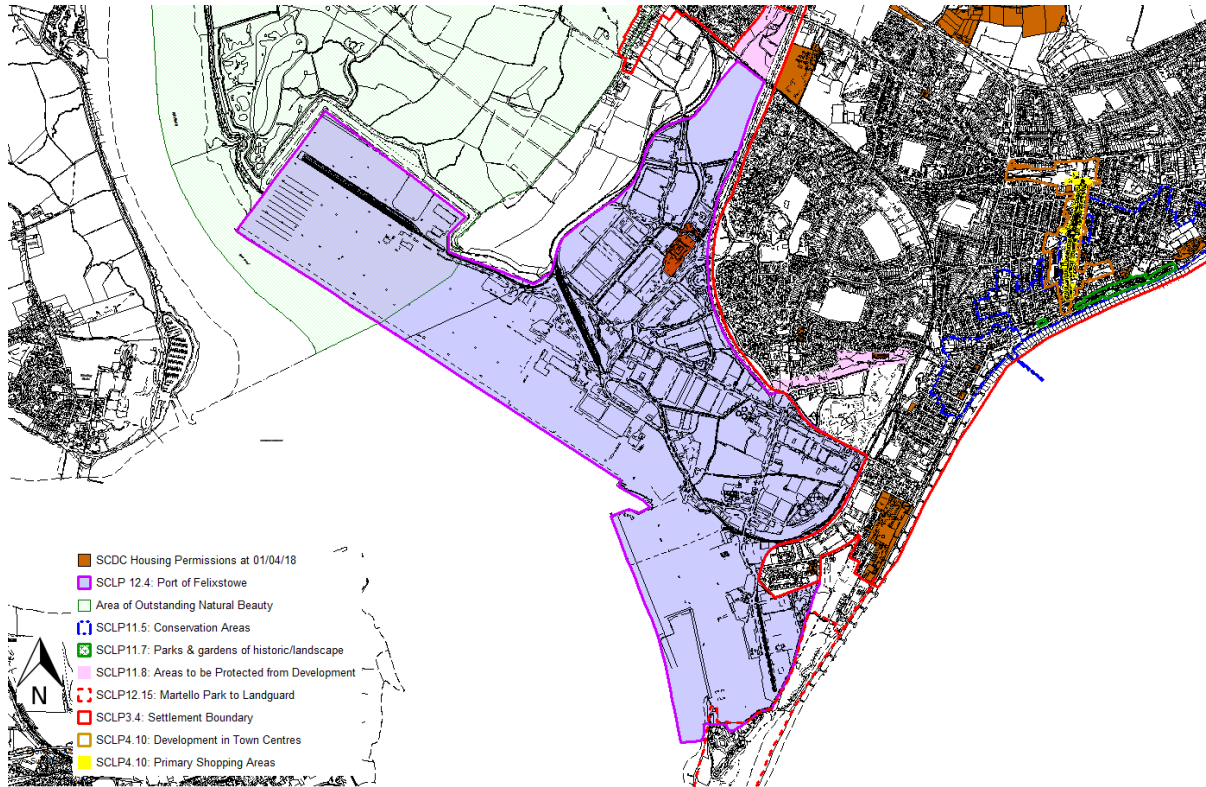 SCDC Housing Permissions at 01/04/18
SCLP 12.4: Port of Felixstowe
Area of Outstanding Natural Beauty
SCLP11.5: Conservation Areas
SCLP11.7: Parks & gardens of historic/landscape
SCLP11.8: Areas to be Protected from Development
SCLP12.15: Martello Park to Landguard
SCLP3.4: Settlement Boundary
SCLP4.10: Development in Town Centres
SCLP4.10: Primary Shopping Areas
N